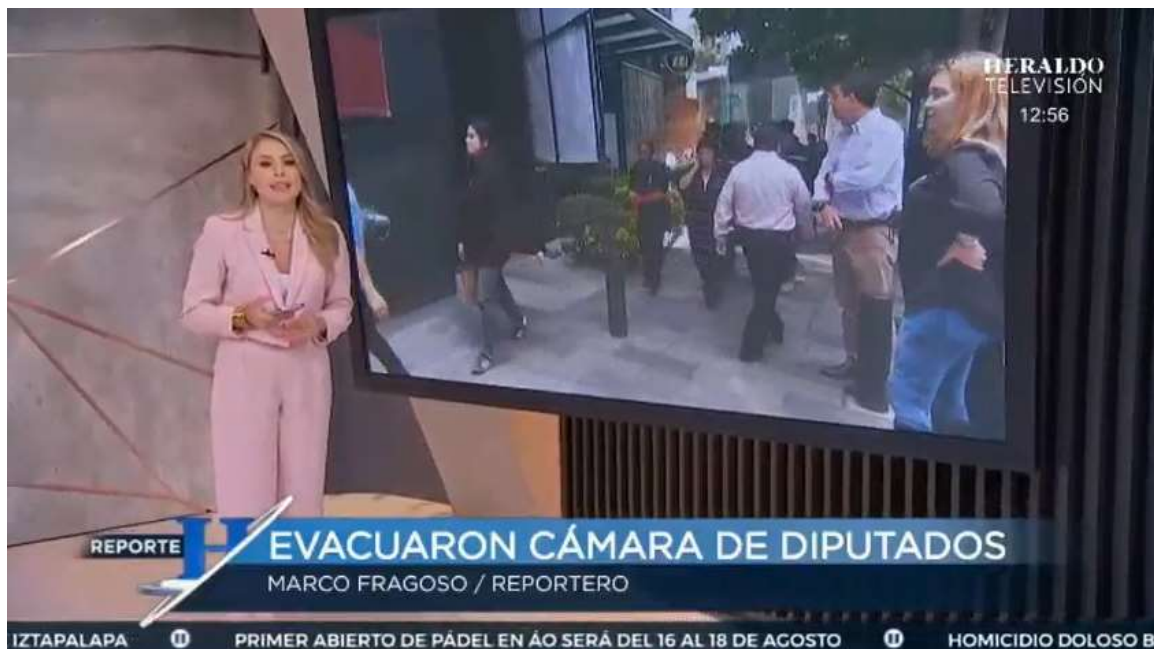 HERALDO
TELEVISIÓN
12:56
REPORTE
H
EVACUARON CÁMARA DE DIPUTADOS
MARCO FRAGOSO / REPORTERO
IZTAPALAPA
PRIMER ABIERTO DE PÁDEL EN ÁO SERÁ DEL 16 AL 18 DE AGOSTO
HOMICIDIO DOLOSO B